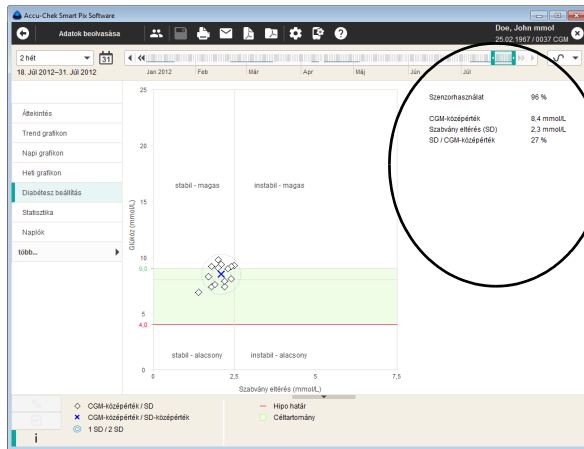 Accu-Chek Smart Pix Software
Adatok beolvasása
Doe, John mmol
25.02.1967 / 0037 CGM
2 hét
31
18. Júl 2012–31. Júl 2012
Jan 2012 Feb Már Apr Máj Jún Júl
Áttekintés
Trend grafikon
Napi grafikon
Heti grafikon
Diabétesz beállítás
Statisztika
Naplók
több...
Szenzorhasználat 96 %
CGM-középérték 8,4 mmol/L
Szabvány eltérés (SD) 2,3 mmol/L
SD / CGM-középérték 27 %
Glükóz (mmol/L)
25
20
15
10
9,0
5
4,0
0
stabil - magas instabil - magas
stabil - alacsony instabil - alacsony
0 2,5 5 7,5
Szabvány eltérés (mmol/L)
CGM-középérték / SD
CGM-középérték / SD-középérték
1 SD / 2 SD
Hipo határ
Céltartomány
i